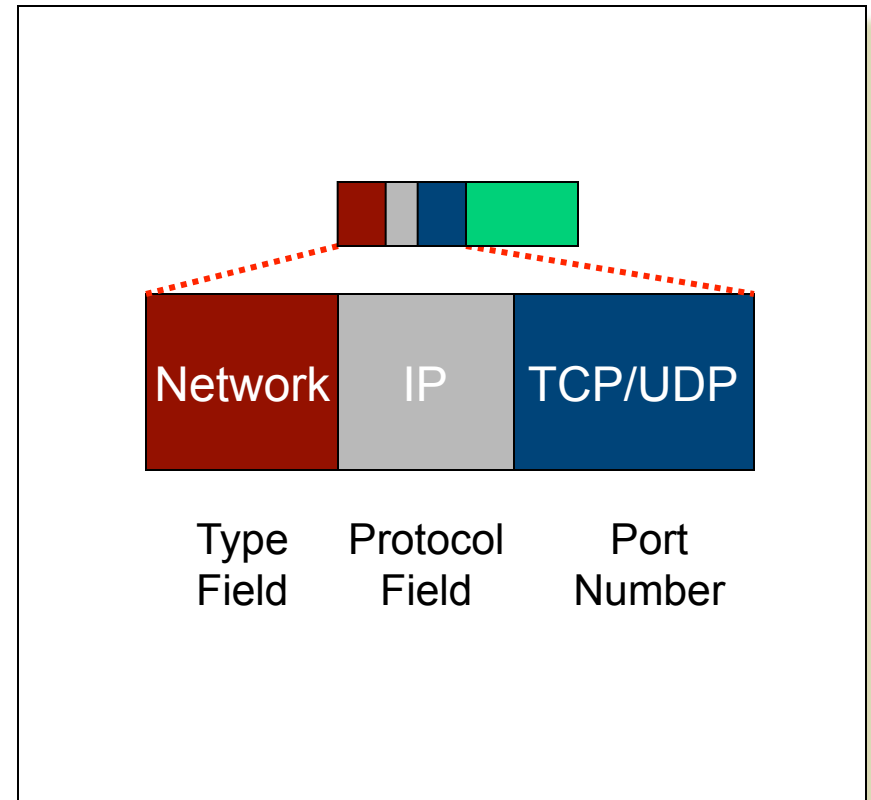 Network IP TCP/UDP
Type Protocol Port
Field Field Number